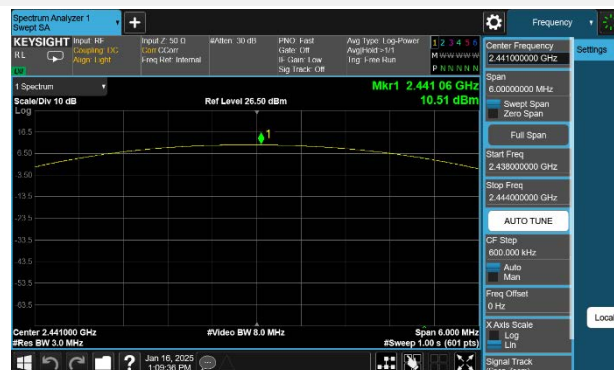 Spectrum Analyzer 1
Swept SA
Frequency
KEYSIGHT
Input: RF
Coupling: DC
Align: Light
Input Z: 50 Ω
Corr CCorr
Freq Ref: Internal
#Atten: 30 dB
PNO: Fast
Gate: Off
IF Gain: Low
Sig Track: Off
Avg Type: Log-Power
Avg|Hold:>1/1
Trig: Free Run
1 2 3 4 5 6
M W W W W W
P N N N N N
R L
LW
1 Spectrum
Mkr1 2.441 06 GHz
Scale/Div 10 dB
Ref Level 26.50 dBm
10.51 dBm
Log
1
16.5
6.50
-3.50
-13.5
-23.5
-33.5
-43.5
-53.5
-63.5
Center 2.441000 GHz
#Video BW 8.0 MHz
Span 6.000 MHz
#Res BW 3.0 MHz
#Sweep 1.00 s (601 pts)
Jan 16, 2025
1:09:36 PM
Center Frequency
2.441000000 GHz
Settings
Span
6.00000000 MHz
Swept Span
Zero Span
Full Span
Start Freq
2.438000000 GHz
Stop Freq
2.444000000 GHz
AUTO TUNE
CF Step
600.000 kHz
Auto
Man
Freq Offset
0 Hz
X Axis Scale
Log
Lin
Local
Signal Track